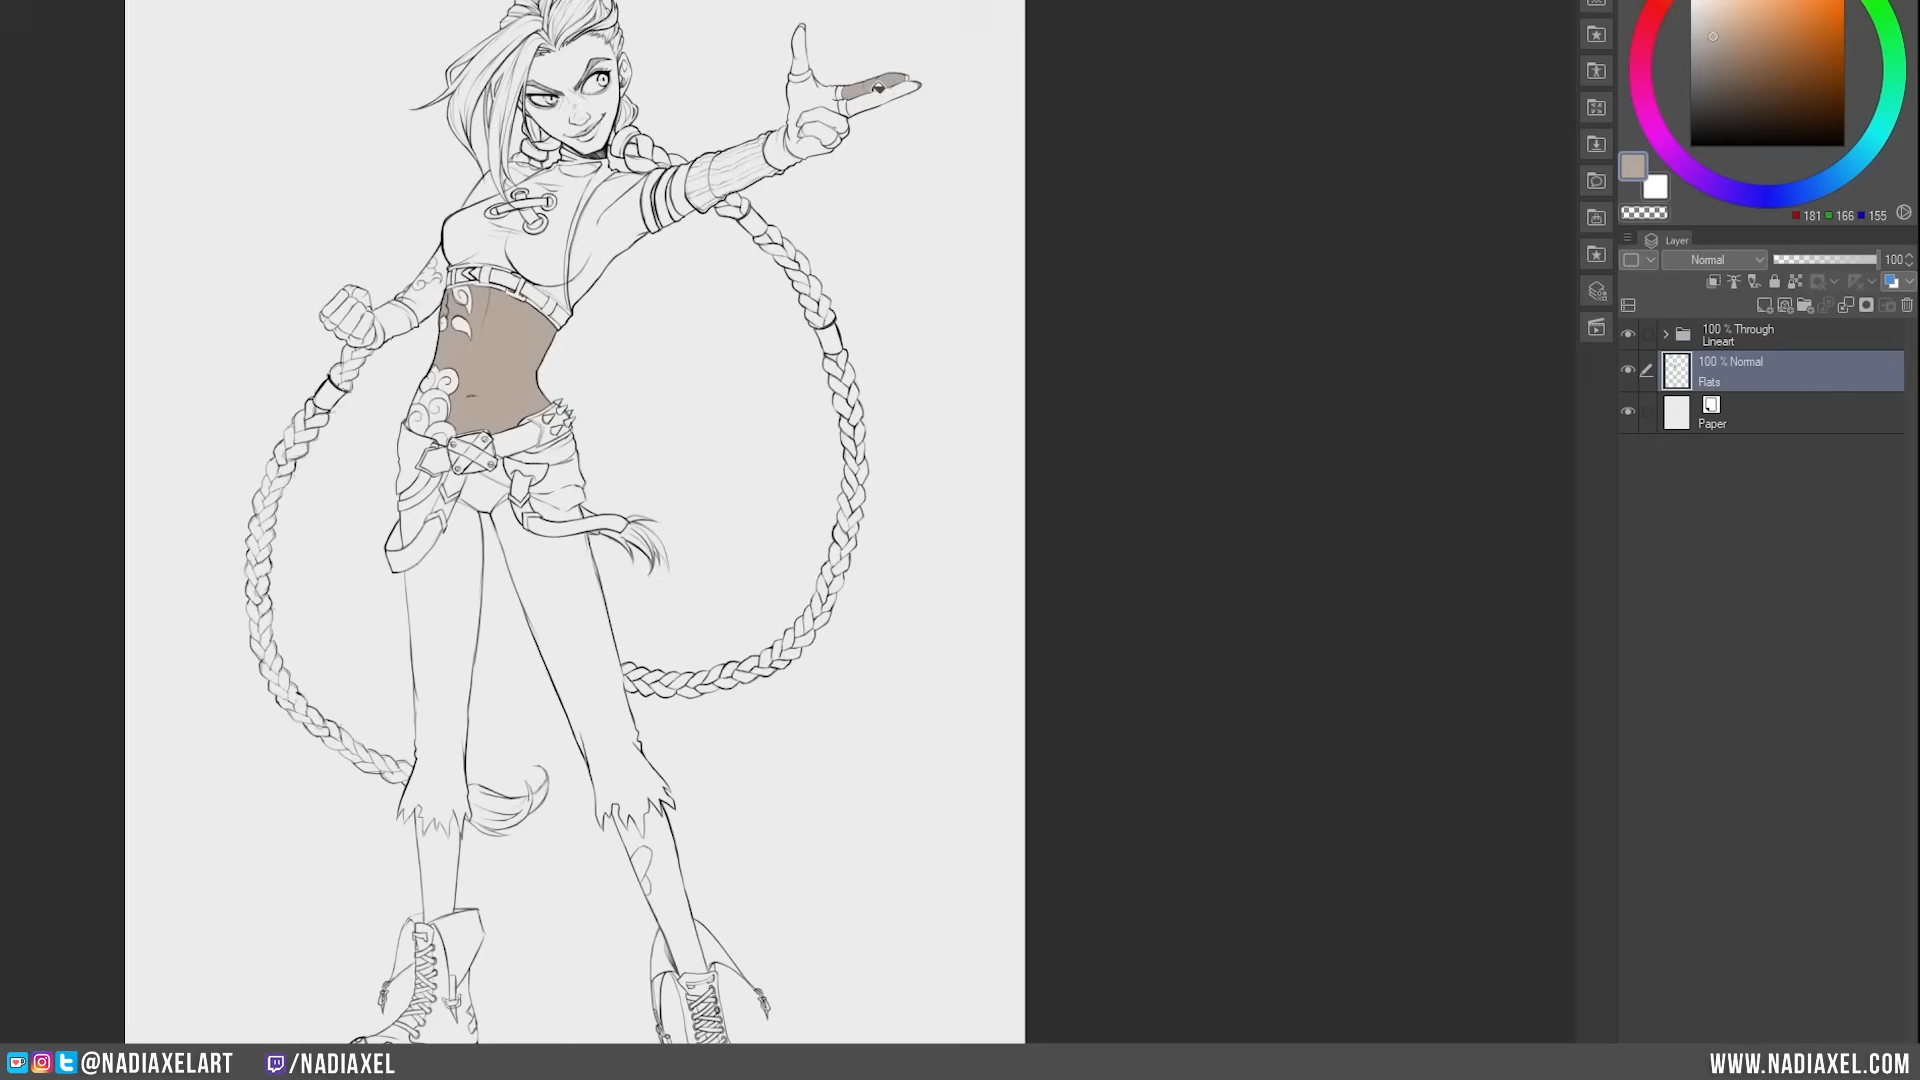 181 166 155
Layer
Normal 100
100 % Through
Lineart
100 % Normal
Flats
Paper
@NADIAXELART /NADIAXEL WWW.NADIAXEL.COM